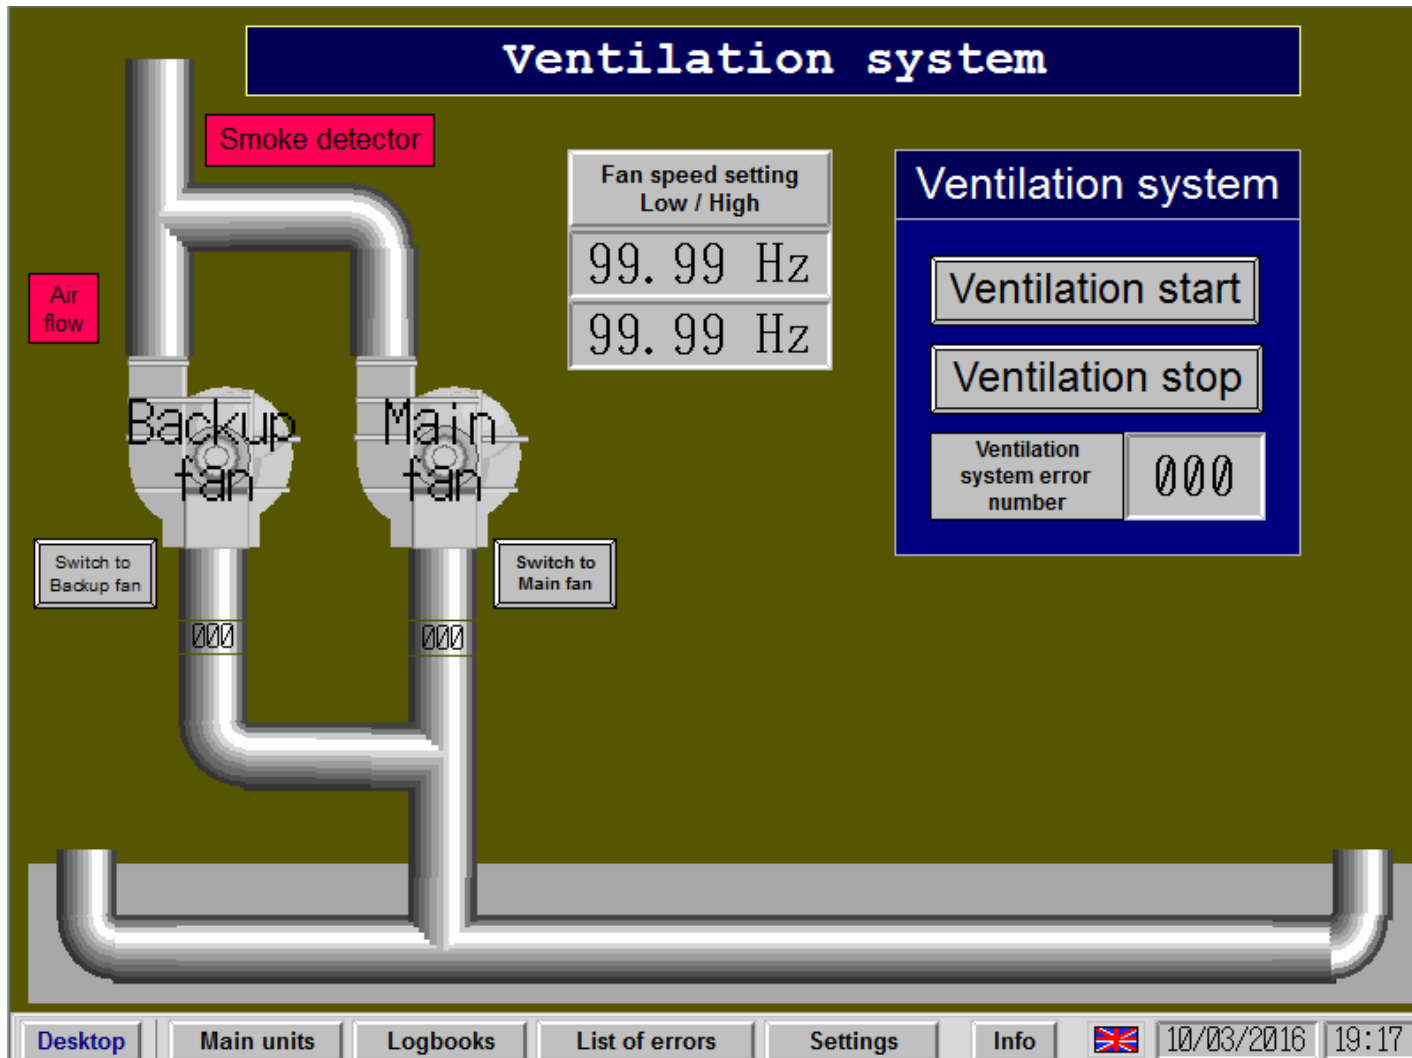 Ventilation system
Smoke detector
Fan speed setting
Low / High
99.99 Hz
99.99 Hz
Ventilation system
Ventilation start
Ventilation stop
Ventilation
system error
number
000
Air
flow
Backup
fan
Main
fan
Switch to
Backup fan
Switch to
Main fan
000
000
Desktop
Main units
Logbooks
List of errors
Settings
Info
10/03/2016
19:17